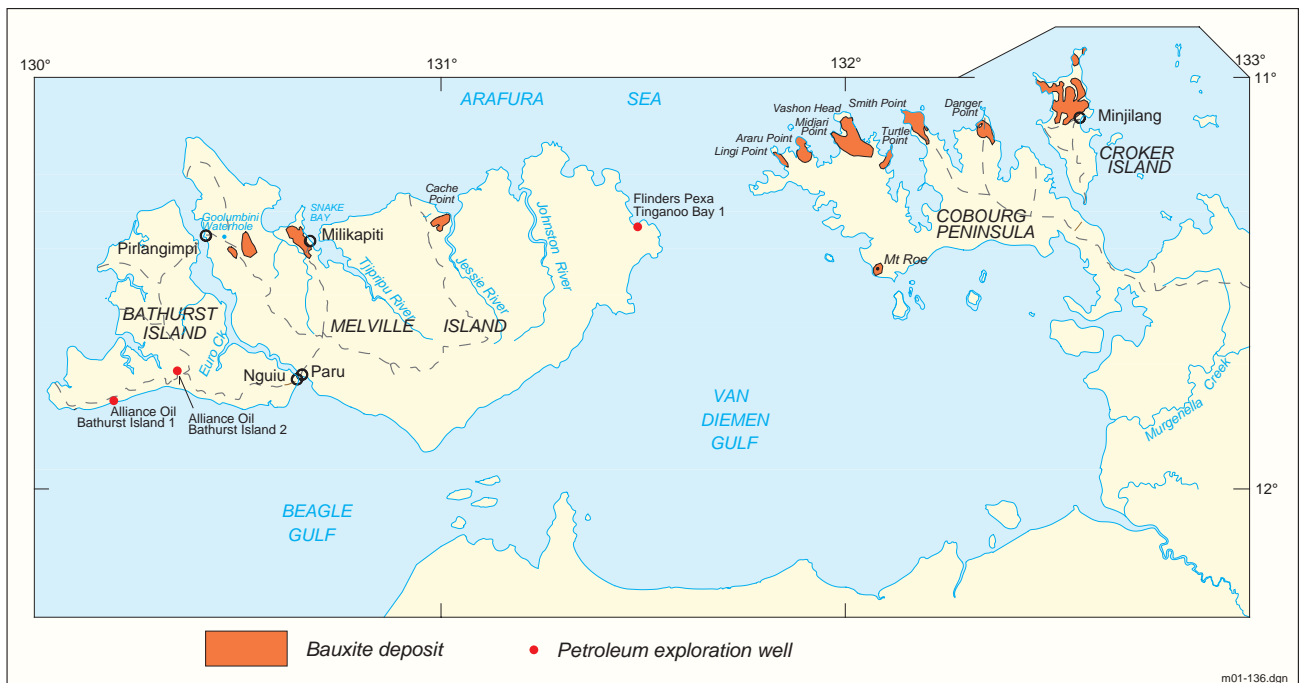 130°
131°
132°
133°
11°
ARAFURA SEA
Vashon Head
Smith Point
Danger
Point
Midjari
Point
Turtle
Point
Araru Point
Lingi Point
Minjilang
CROKER
ISLAND
Cache
Point
SNAKE
BAY
Goolumbini
Waterhole
Milikapiti
Pirlangimpi
Flinders Pexa
Tinganoo Bay 1
COBOURG
PENINSULA
Mt Roe
Johnston River
Jessie River
Tjipripu River
BATHURST
ISLAND
MELVILLE ISLAND
Euro Ck
Nguiu
Paru
Alliance Oil
Bathurst Island 1
Alliance Oil
Bathurst Island 2
VAN
DIEMEN
GULF
Murgenella Creek
12°
BEAGLE
GULF
Bauxite deposit
Petroleum exploration well
m01-136.dgn